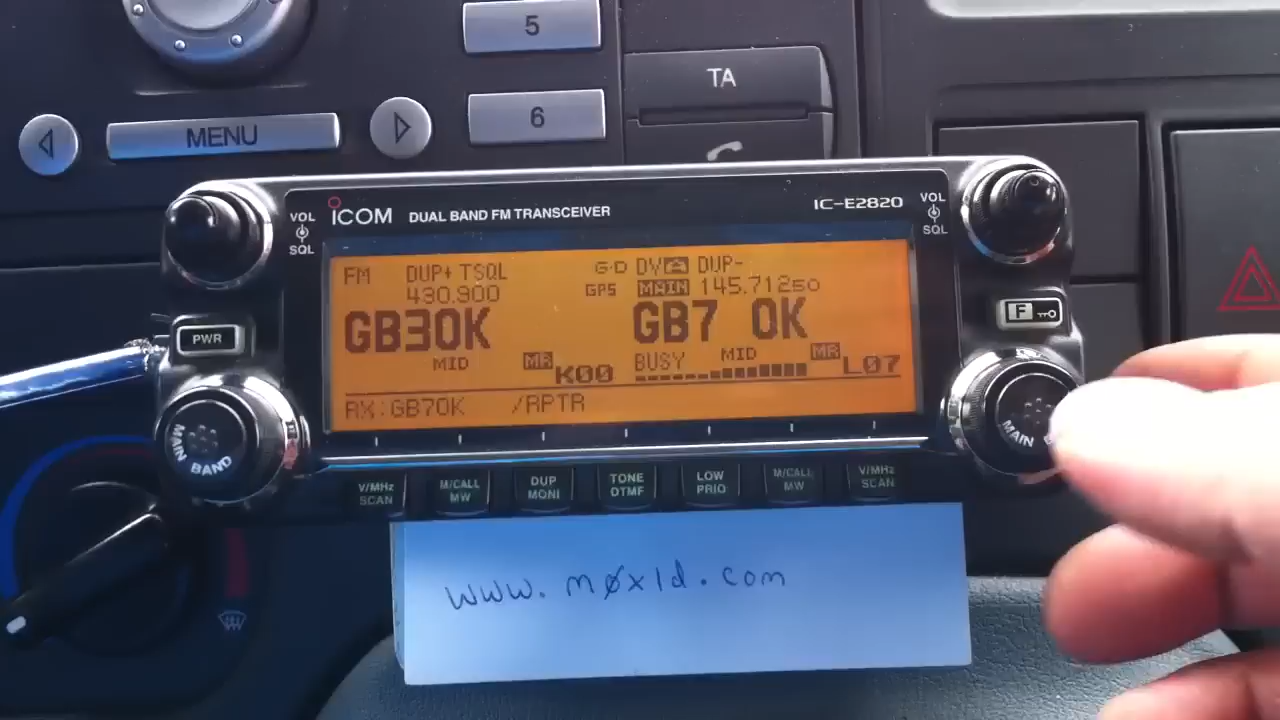 5
TA
MENU
6
VOL
SQL
ICOM DUAL BAND FM TRANSCEIVER
IC-E2820
VOL
SQL
FM DUP+ TSQL
430.900
GB3OK
MID
MR K00
G-D DV A DUP-
GPS MAIN 145.71250
GB7 OK
BUSY MID MR L07
RX:GB7OK /RPTR
PWR
F
MAIN
BAND
MAIN
V/MHz
SCAN
M/CALL
MW
DUP
MONI
TONE
DTMF
LOW
PRIO
M/CALL
MW
V/MHz
SCAN
www.møx1d.com